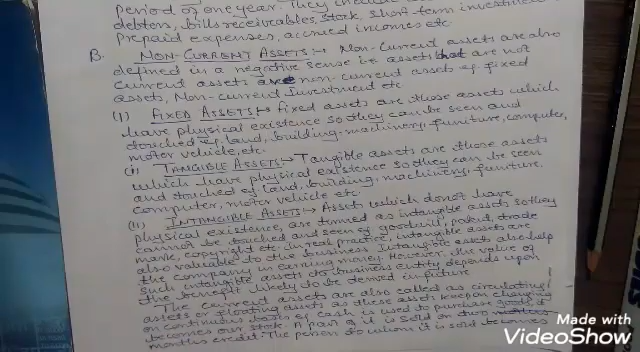 period of one year. They include
debtors, bills receivables, stock, short term investment
prepaid expenses, accrued incomes etc.
B. NON-CURRENT ASSETS:- Non-current assets are also
defined in a negative sense i.e assets that are not
current assets are non-current assets eg. fixed
assets, Non-current Investment etc
(I) FIXED ASSETS:- fixed assets are those assets which
have physical existence so they can be seen and
touched eg. land, building, machinery, furniture, computer,
motor vehicle, etc.
(i) TANGIBLE ASSETS:- Tangible assets are those assets
which have physical existence so they can be seen
and touched eg. land, building, machinery, furniture,
computer, motor vehicle etc.
(ii) INTANGIBLE ASSETS:- Assets which donot have
physical existence, are termed as intangible assets so they
cannot be touched and seen eg. goodwill, patent, trade
mark, copyright etc. In real practice, intangible assets are
also valuable to the business. Intangible assets also help
the company in earning money. However, the value of
such intangible assets to business entity depends upon
the benefit likely to be derived in future.
The current assets are also called as circulating/
assets or floating assets as these assets keep on changing
on continuous basis eg. cash is used to purchase goods, it
becomes our stock. A part of it is sold on two months
months credit. The person to whom it is sold becomes
Made with
VideoShow